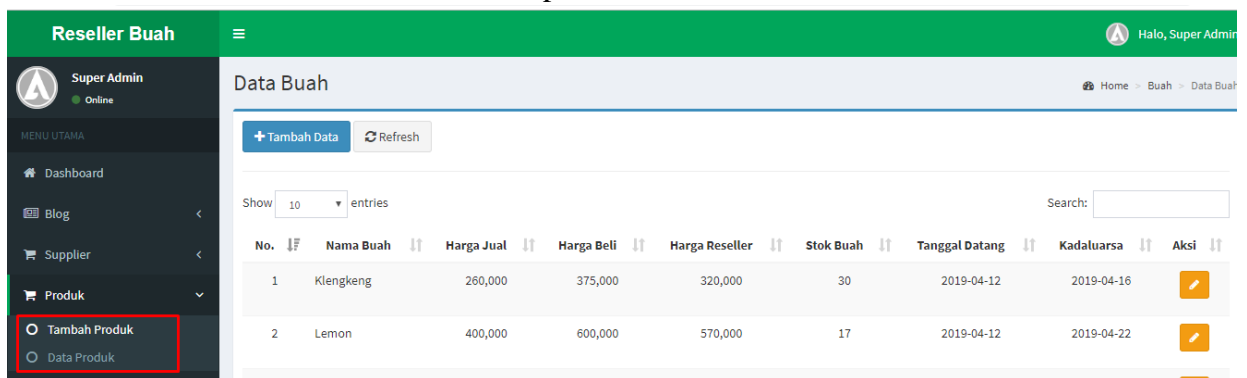 Reseller Buah
Halo, Super Admin
Super Admin
Online
Data Buah
Home > Buah > Data Buah
MENU UTAMA
Tambah Data
Refresh
Dashboard
Blog
Show 10 entries
Search:
Supplier
No. Nama Buah Harga Jual Harga Beli Harga Reseller Stok Buah Tanggal Datang Kadaluarsa Aksi
1 Klengkeng 260,000 375,000 320,000 30 2019-04-12 2019-04-16
Produk
Tambah Produk
2 Lemon 400,000 600,000 570,000 17 2019-04-12 2019-04-22
Data Produk